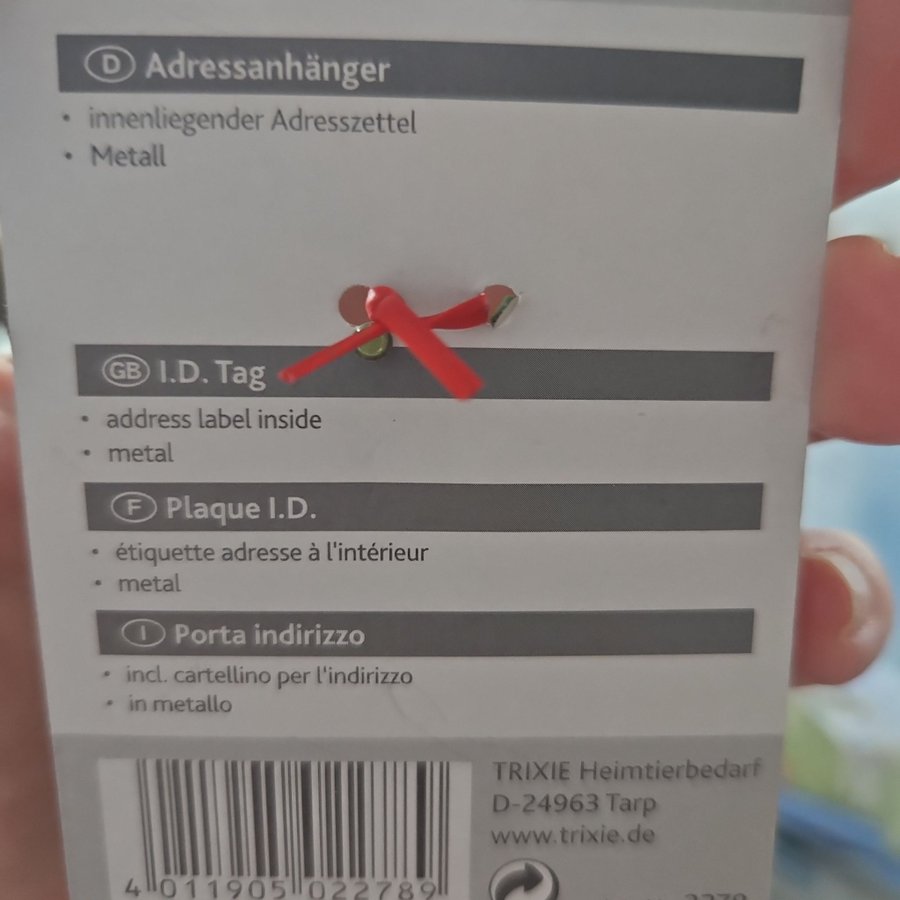 D Adressanhänger
• innenliegender Adresszettel
• Metall
GB I.D. Tag
• address label inside
• metal
F Plaque I.D.
• étiquette adresse à l'intérieur
• metal
I Porta indirizzo
• incl. cartellino per l'indirizzo
• in metallo
TRIXIE Heimtierbedarf
D-24963 Tarp
www.trixie.de
4 011905 022789